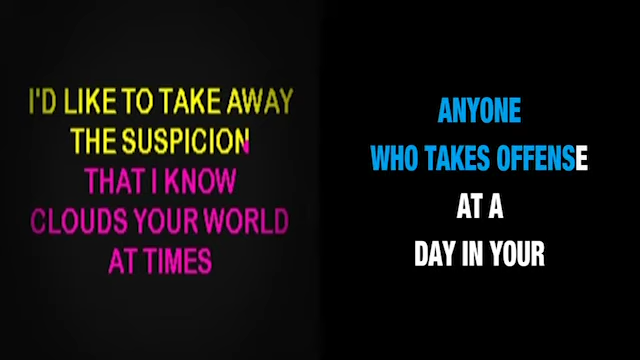 I'D LIKE TO TAKE AWAY
THE SUSPICION
THAT I KNOW
CLOUDS YOUR WORLD
AT TIMES
ANYONE
WHO TAKES OFFENSE
AT A
DAY IN YOUR